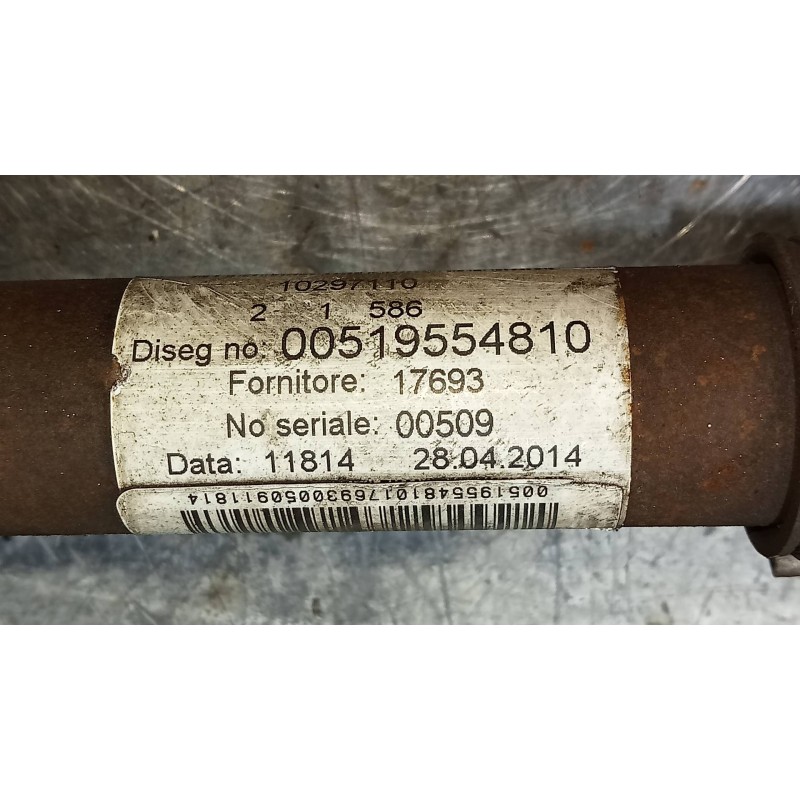 10297110
2 1 586
Diseg no: 00519554810
Fornitore: 17693
No seriale: 00509
Data: 11814 28.04.2014
00519554810176930050911814